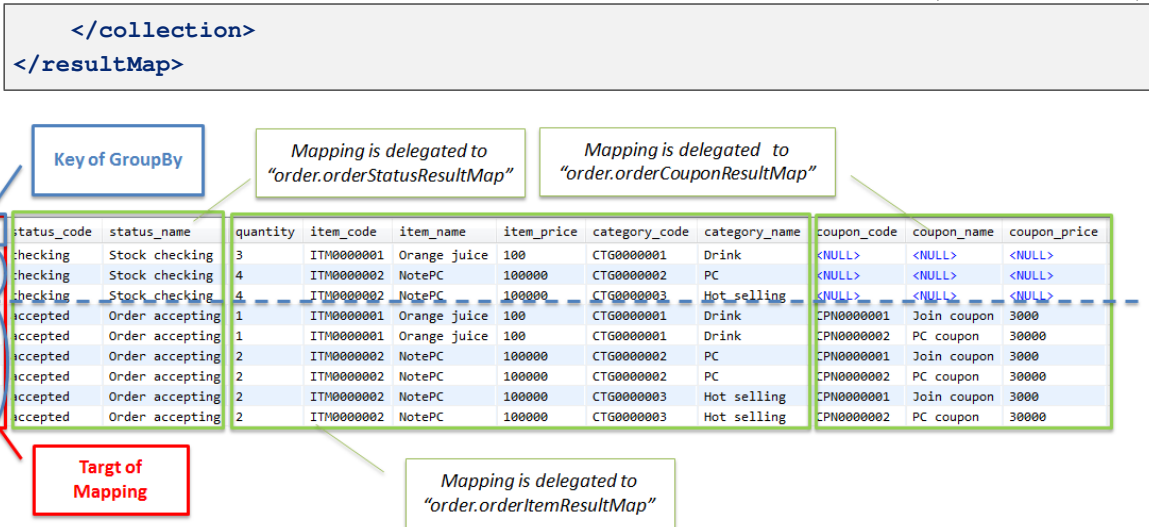 </collection>
</resultMap>
Key of GroupBy
Mapping is delegated to
“order.orderStatusResultMap”
Mapping is delegated to
“order.orderCouponResultMap”
status_code status_name quantity item_code item_name item_price category_code category_name coupon_code coupon_name coupon_price
checking Stock checking 3 ITM0000001 Orange juice 100 CTG0000001 Drink <NULL> <NULL> <NULL>
checking Stock checking 4 ITM0000002 NotePC 100000 CTG0000002 PC <NULL> <NULL> <NULL>
checking Stock checking 4 ITM0000002 NotePC 100000 CTG0000003 Hot selling <NULL> <NULL> <NULL>
accepted Order accepting 1 ITM0000001 Orange juice 100 CTG0000001 Drink CPN0000001 Join coupon 3000
accepted Order accepting 1 ITM0000001 Orange juice 100 CTG0000001 Drink CPN0000002 PC coupon 30000
accepted Order accepting 2 ITM0000002 NotePC 100000 CTG0000002 PC CPN0000001 Join coupon 3000
accepted Order accepting 2 ITM0000002 NotePC 100000 CTG0000002 PC CPN0000002 PC coupon 30000
accepted Order accepting 2 ITM0000002 NotePC 100000 CTG0000003 Hot selling CPN0000001 Join coupon 3000
accepted Order accepting 2 ITM0000002 NotePC 100000 CTG0000003 Hot selling CPN0000002 PC coupon 30000
Targt of
Mapping
Mapping is delegated to
“order.orderItemResultMap”